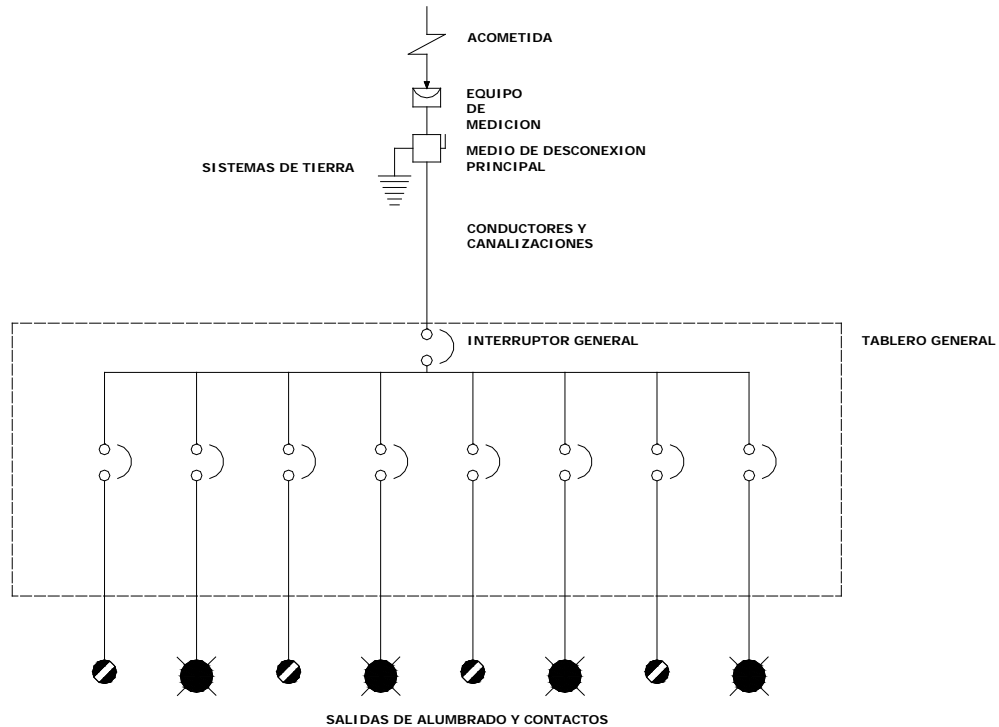 ACOMETIDA
EQUIPO
DE
MEDICION
MEDIO DE DESCONEXION
PRINCIPAL
SISTEMAS DE TIERRA
CONDUCTORES Y
CANALIZACIONES
INTERRUPTOR GENERAL
TABLERO GENERAL
SALIDAS DE ALUMBRADO Y CONTACTOS